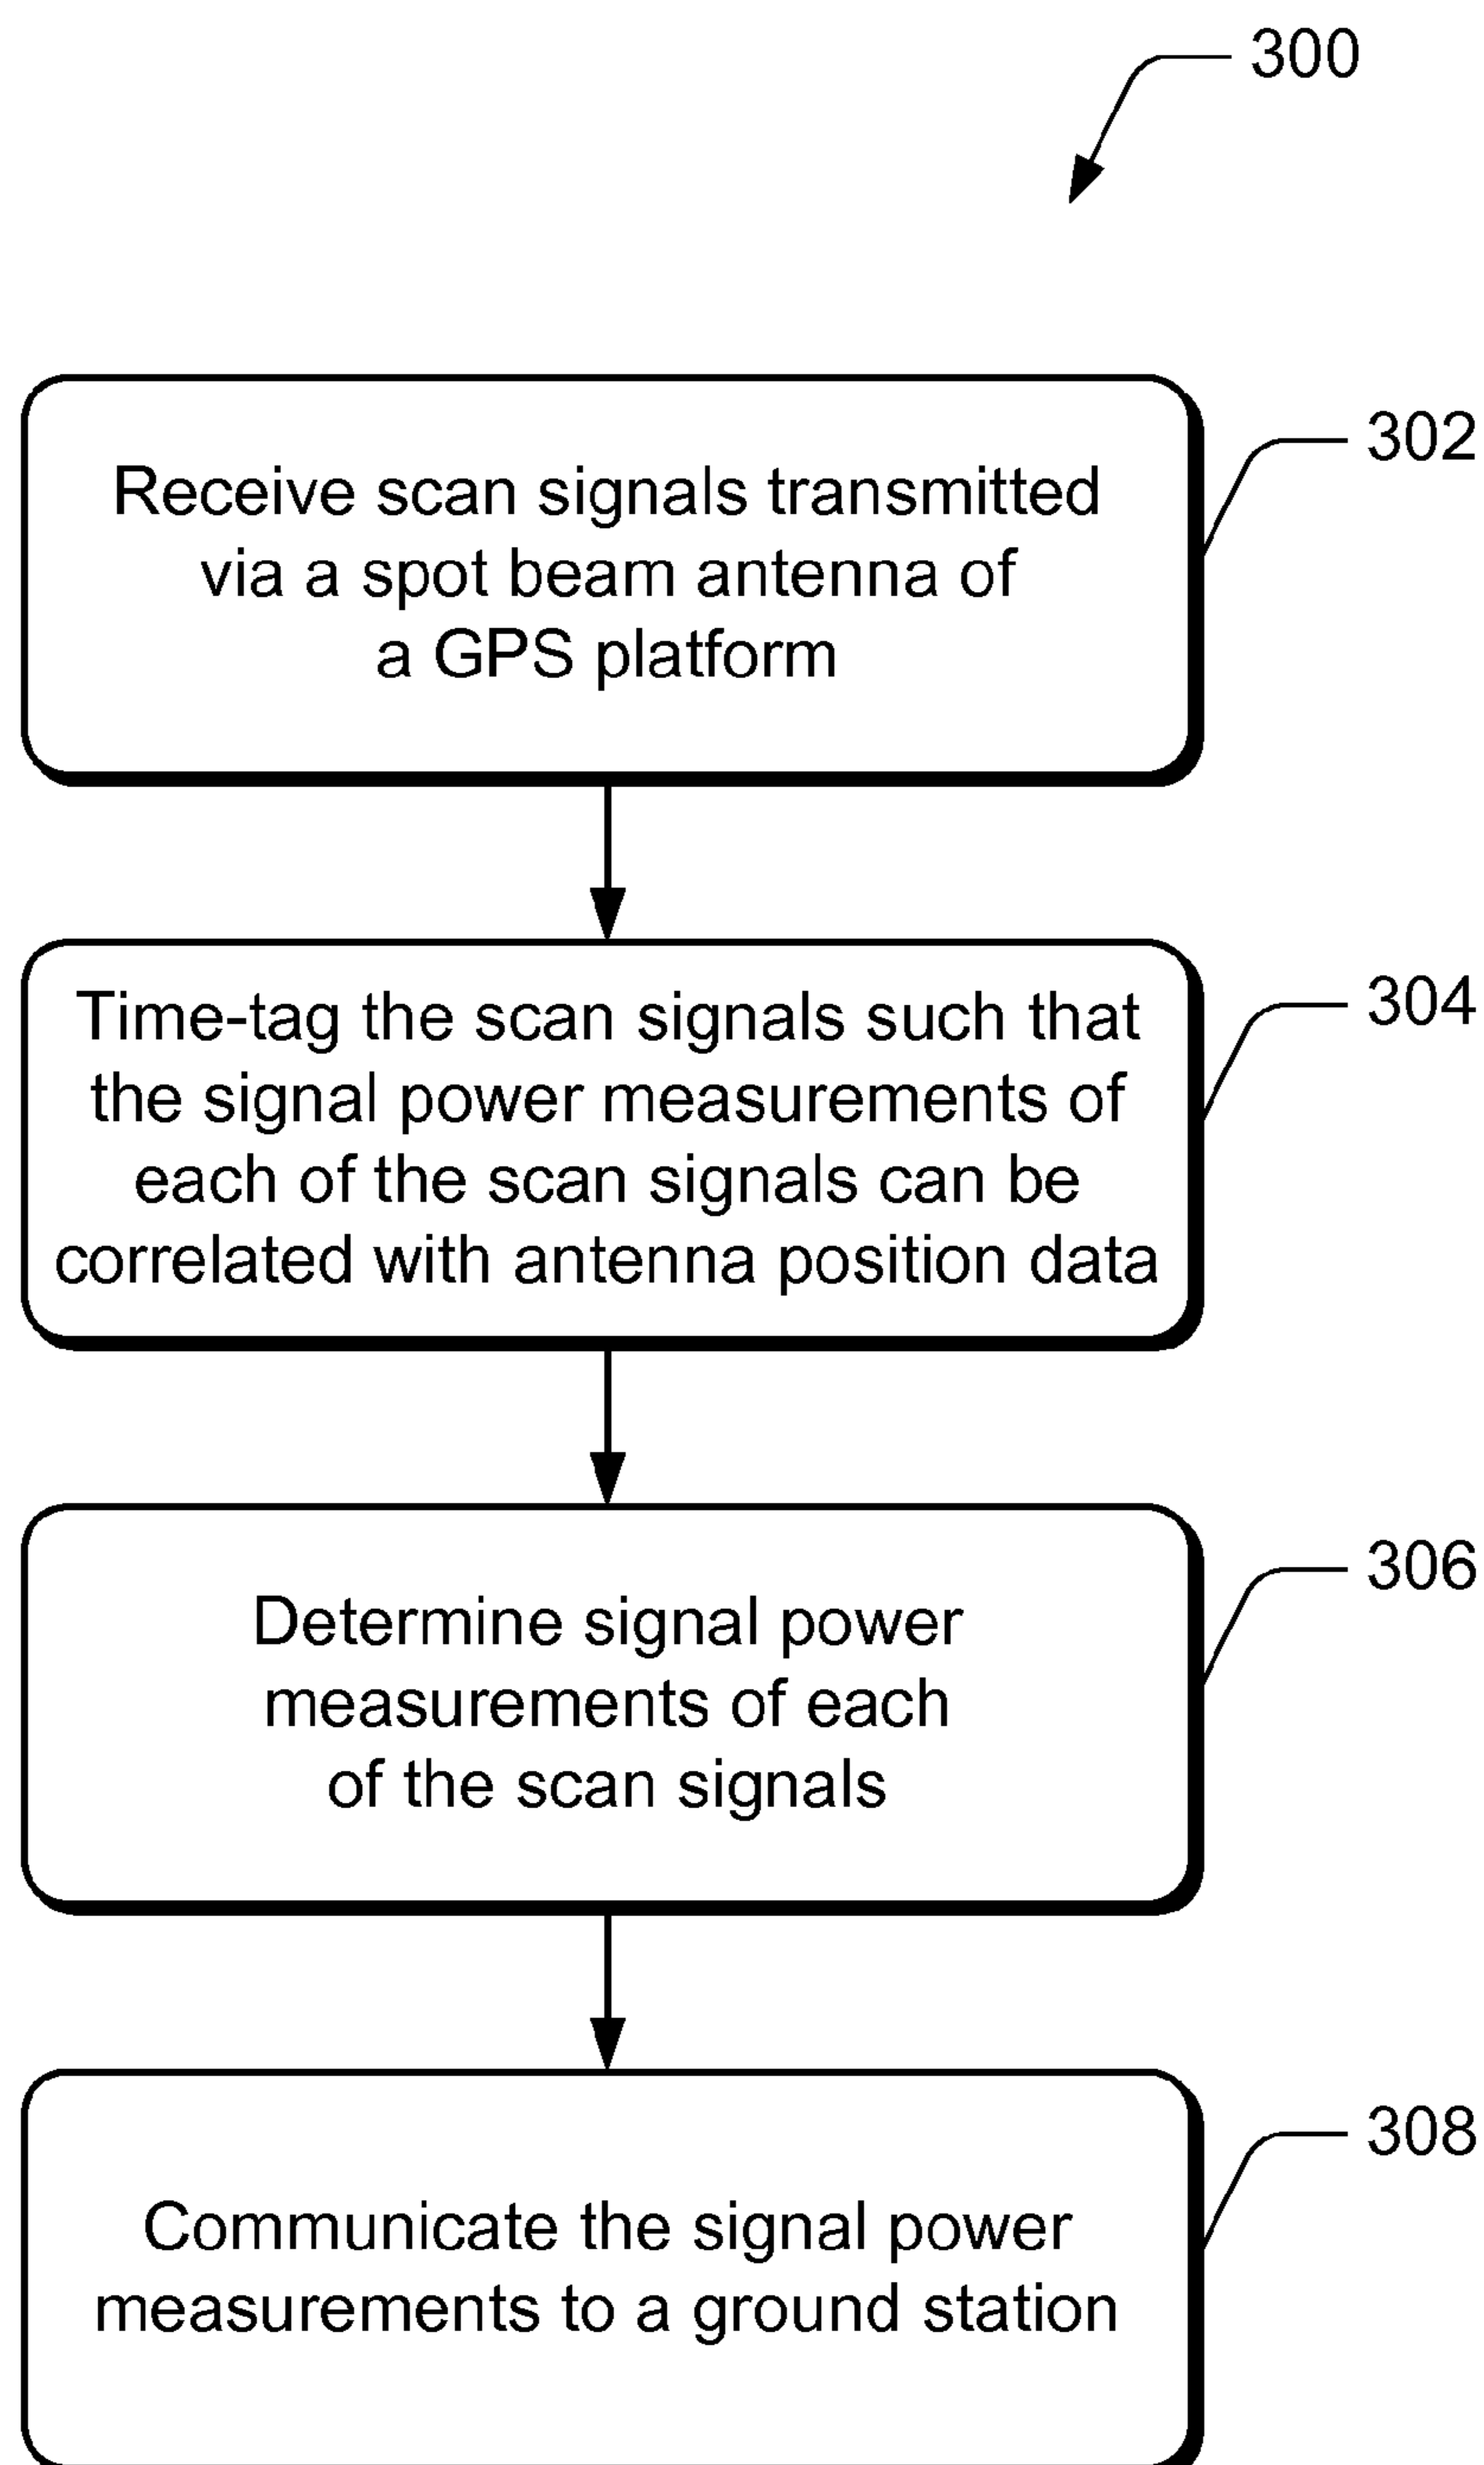 300
302
Receive scan signals transmitted
via a spot beam antenna of
a GPS platform
304
Time-tag the scan signals such that
the signal power measurements of
each of the scan signals can be
correlated with antenna position data
306
Determine signal power
measurements of each
of the scan signals
308
Communicate the signal power
measurements to a ground station